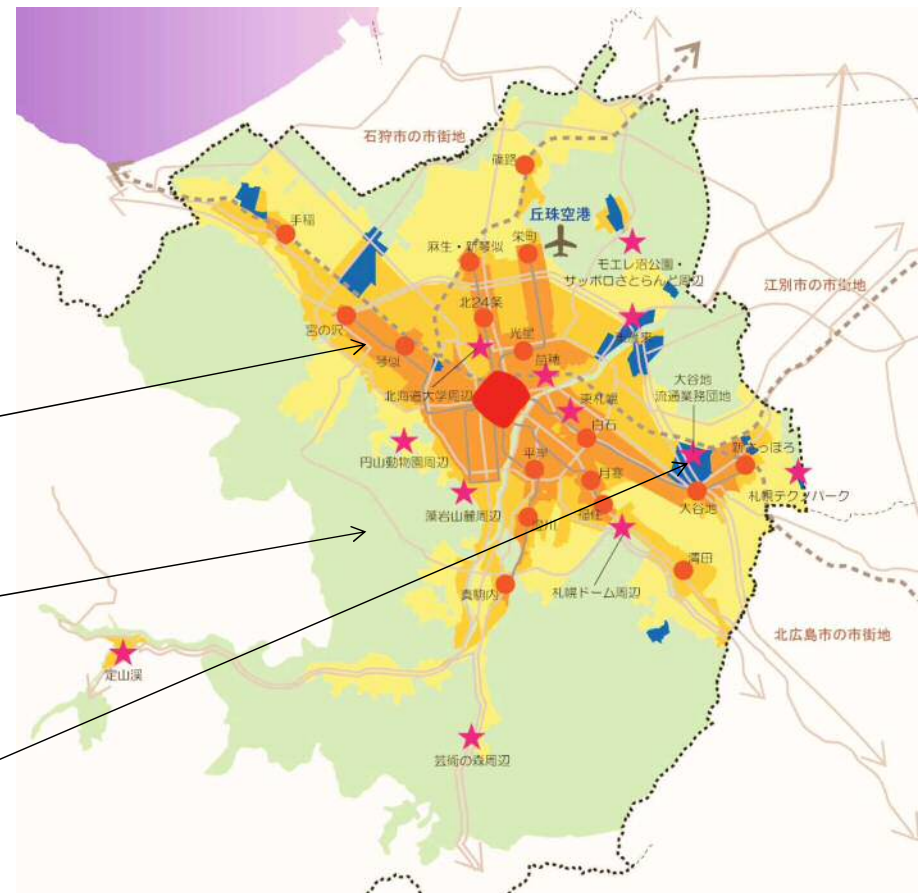 石狩市の市街地
篠路
丘珠空港
手稲
麻生・新琴似
栄町
モエレ沼公園・
サッポロさとらんど周辺
江別市の市街地
北24条
宮の沢
光星
琴似
苗穂
北海道大学周辺
東札幌
大谷地
流通業務団地
白石
円山動物園周辺
平岸
月寒
新さっぽろ
札幌テクノパーク
藻岩山麓周辺
福住
大谷地
清田
真駒内
札幌ドーム周辺
北広島市の市街地
定山渓
芸術の森周辺